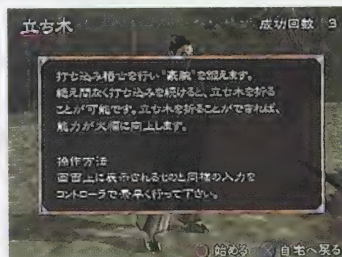 立ち木
成功回数 3
打ち込み稽古を行い"豪腕"を鍛えます。
絶え間なく打ち込みを続けると、立ち木を折る
ことが可能です。立ち木を折ることができれば、
能力が大幅に向上します。
操作方法
画面上に表示されるものと同様の入力を
コントローラで素早く行って下さい。
始める 自宅へ戻る